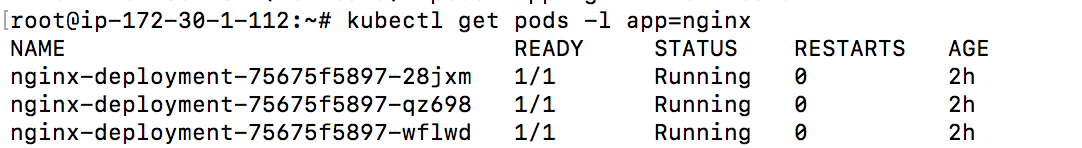 [root@ip-172-30-1-112:~# kubectl get pods -l app=nginx
NAME READY STATUS RESTARTS AGE
nginx-deployment-75675f5897-28jxm 1/1 Running 0 2h
nginx-deployment-75675f5897-qz698 1/1 Running 0 2h
nginx-deployment-75675f5897-wflwd 1/1 Running 0 2h